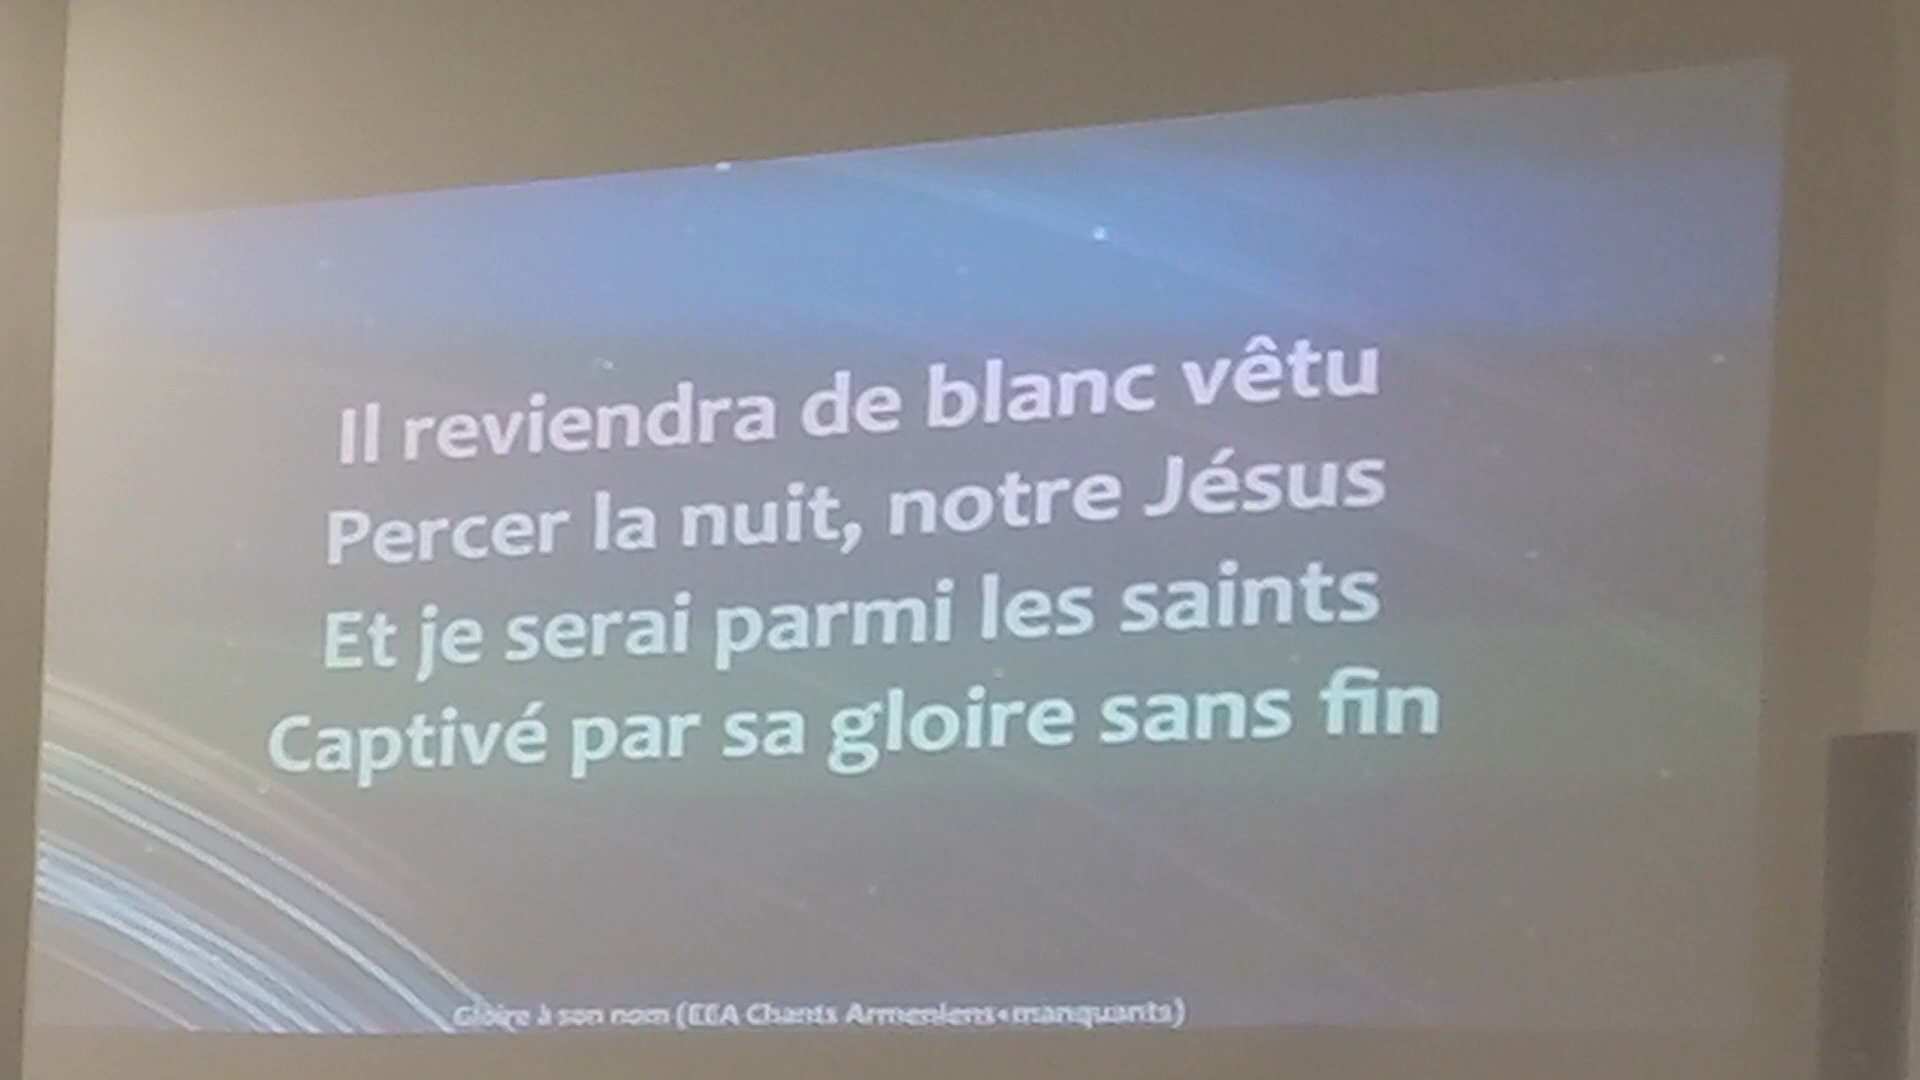 Il reviendra de blanc vêtu
Percer la nuit, notre Jésus
Et je serai parmi les saints
Captivé par sa gloire sans fin
Gloire à son nom (EEA Chants Armeniens+manquants)